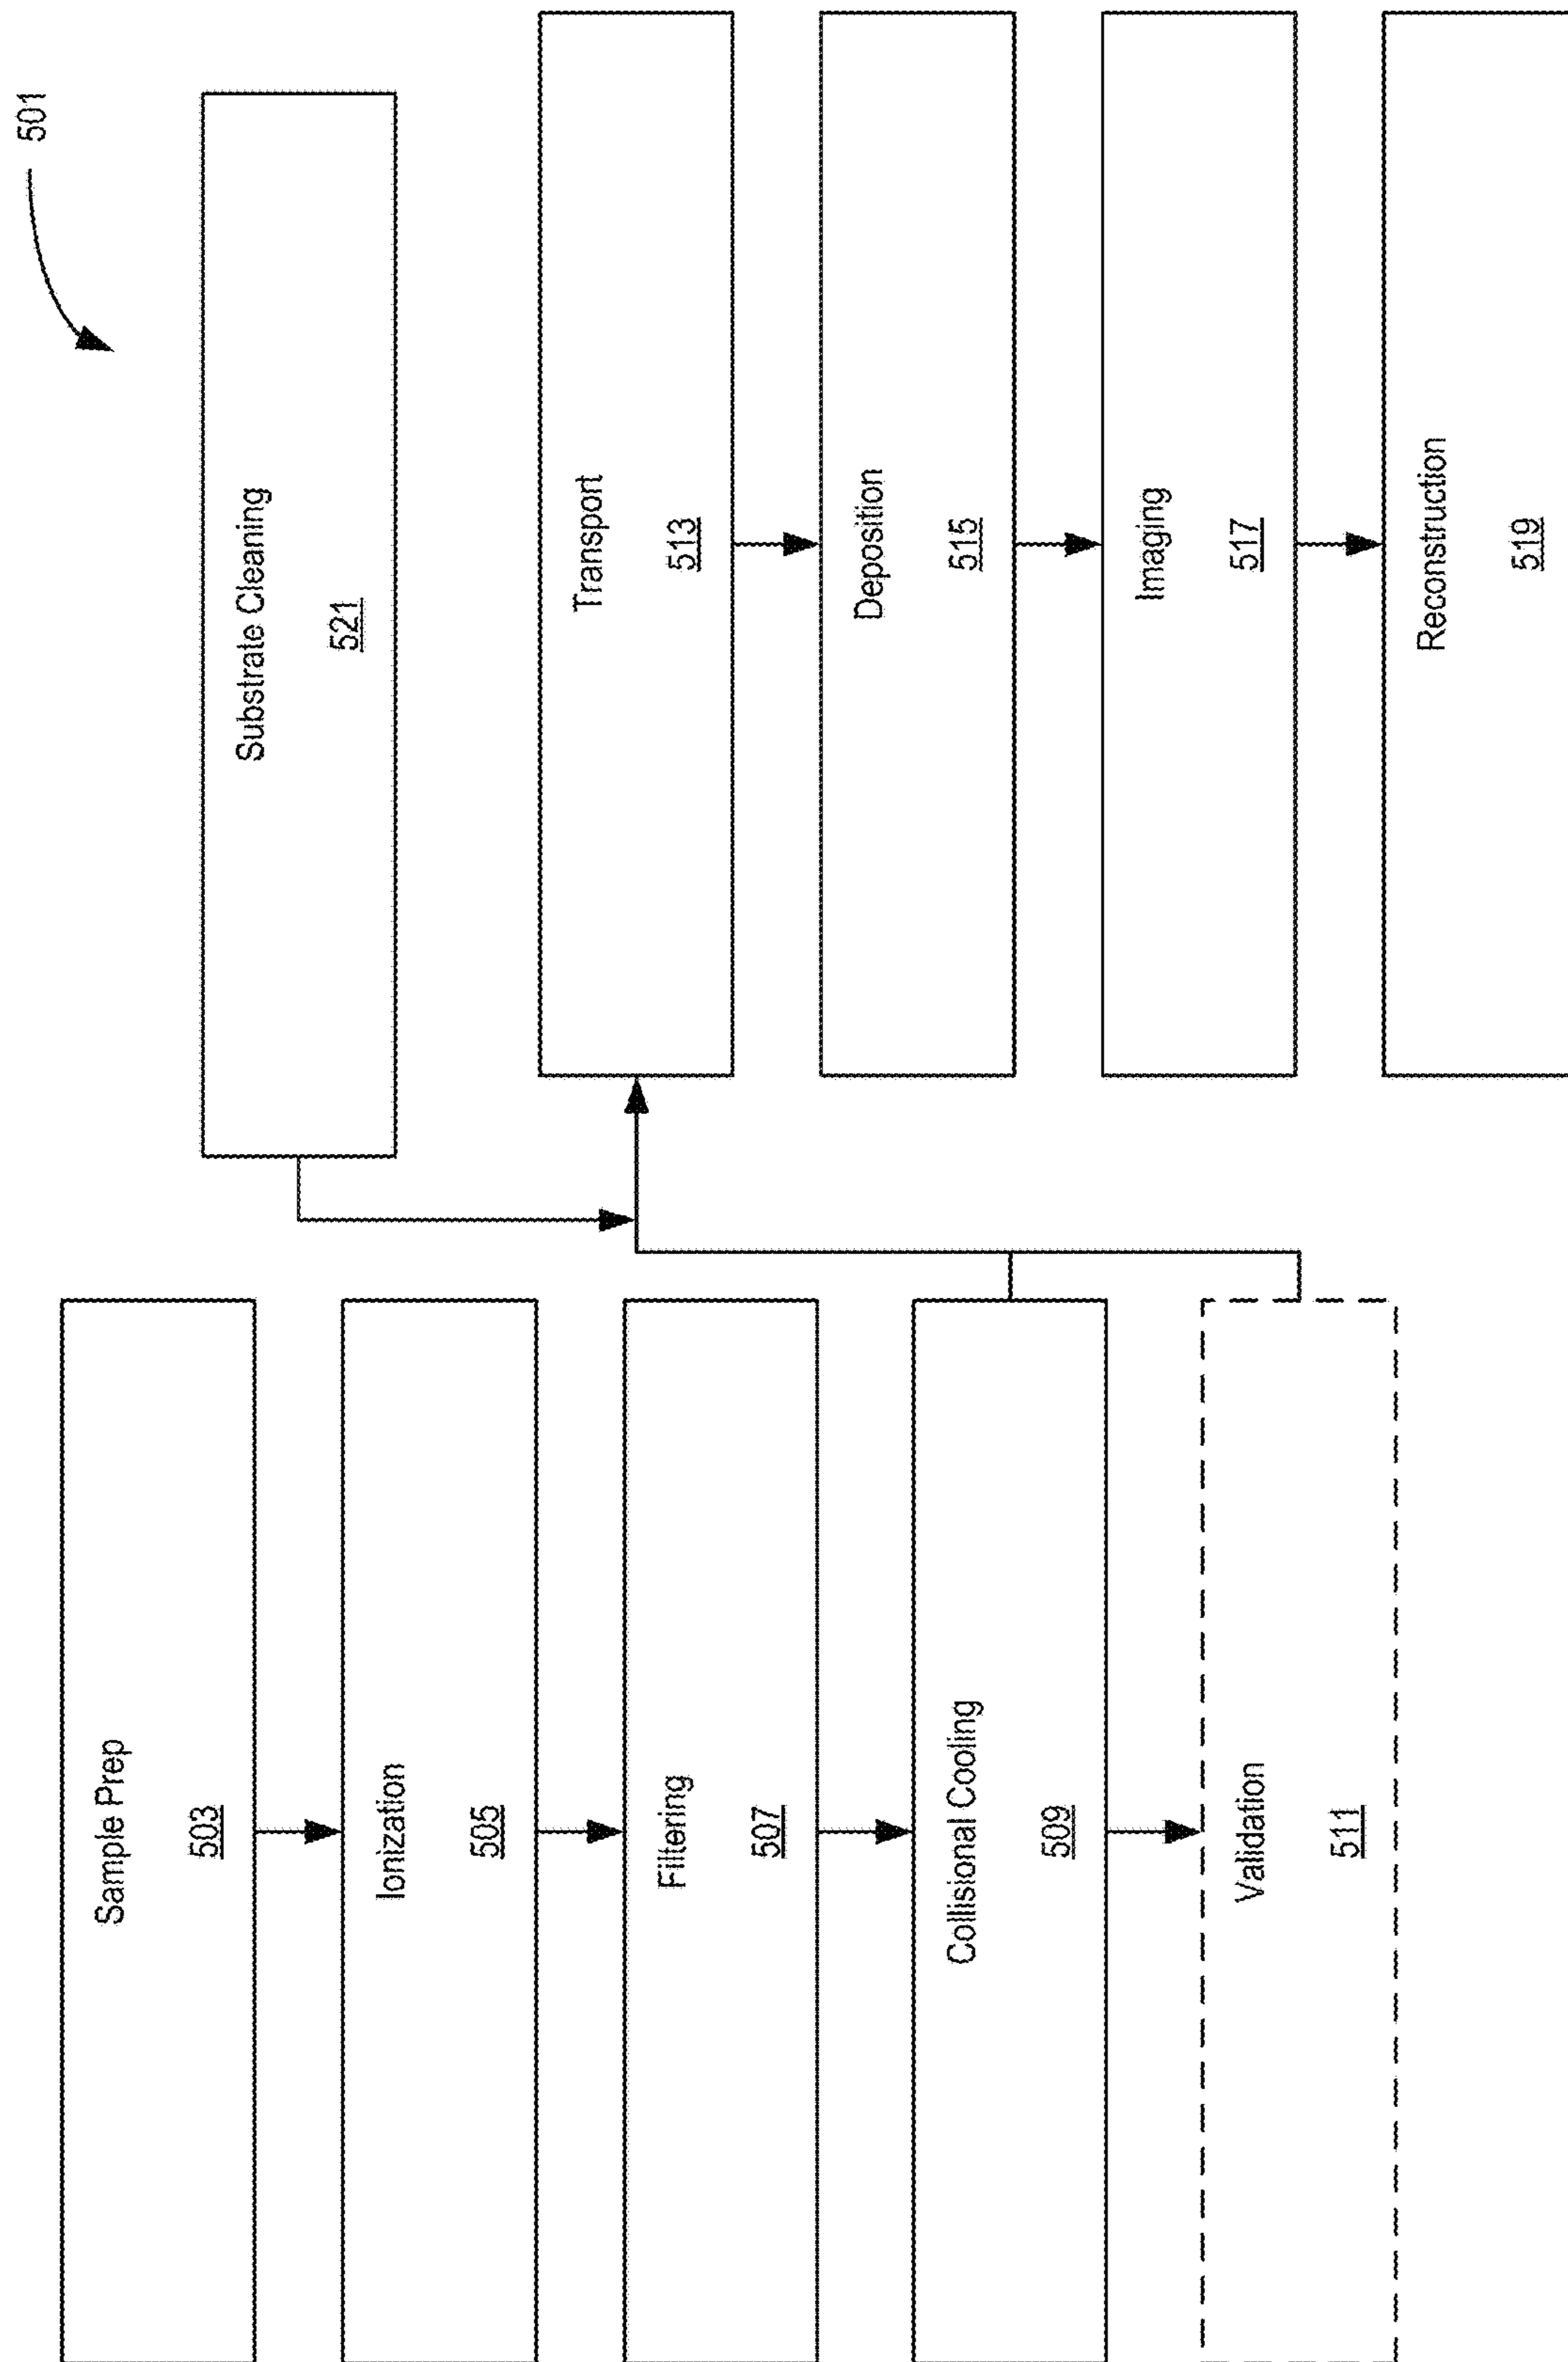 501
Sample Prep
503
Ionization
505
Filtering
507
Collisional Cooling
509
Validation
511
Substrate Cleaning
521
Transport
513
Deposition
515
Imaging
517
Reconstruction
519